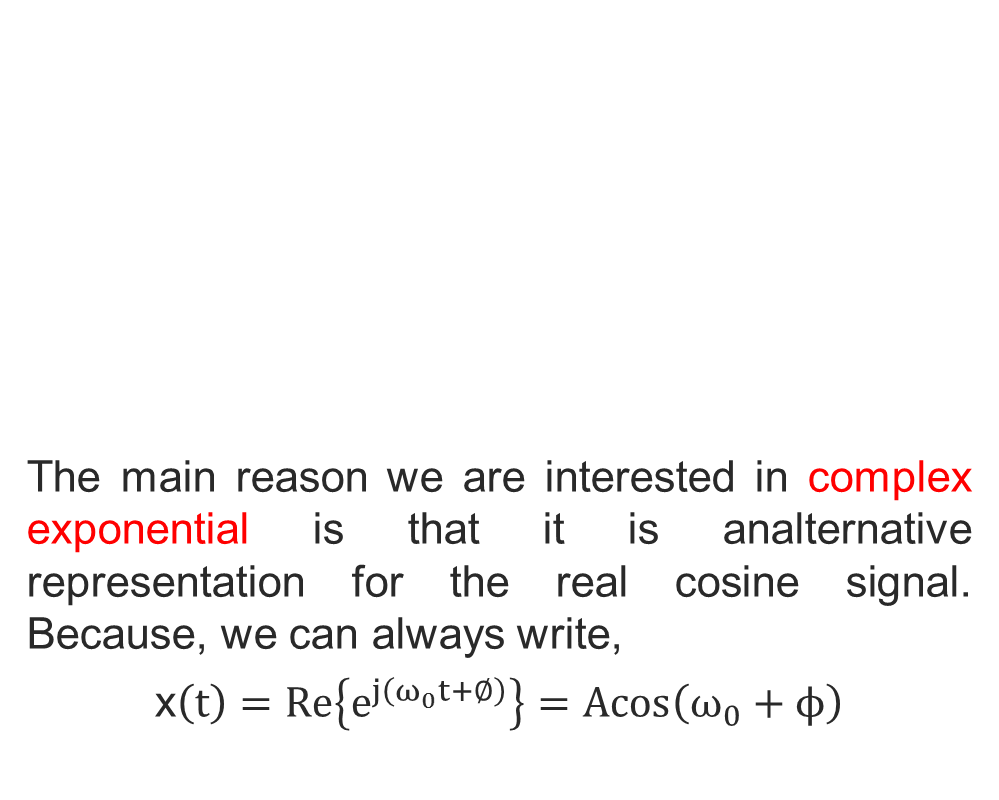 The main reason we are interested in complex
exponential is that it is analternative
representation for the real cosine signal.
Because, we can always write,
x(t) = Re{e^{j(ω₀t+∅)}} = Acos(ω₀ + ϕ)